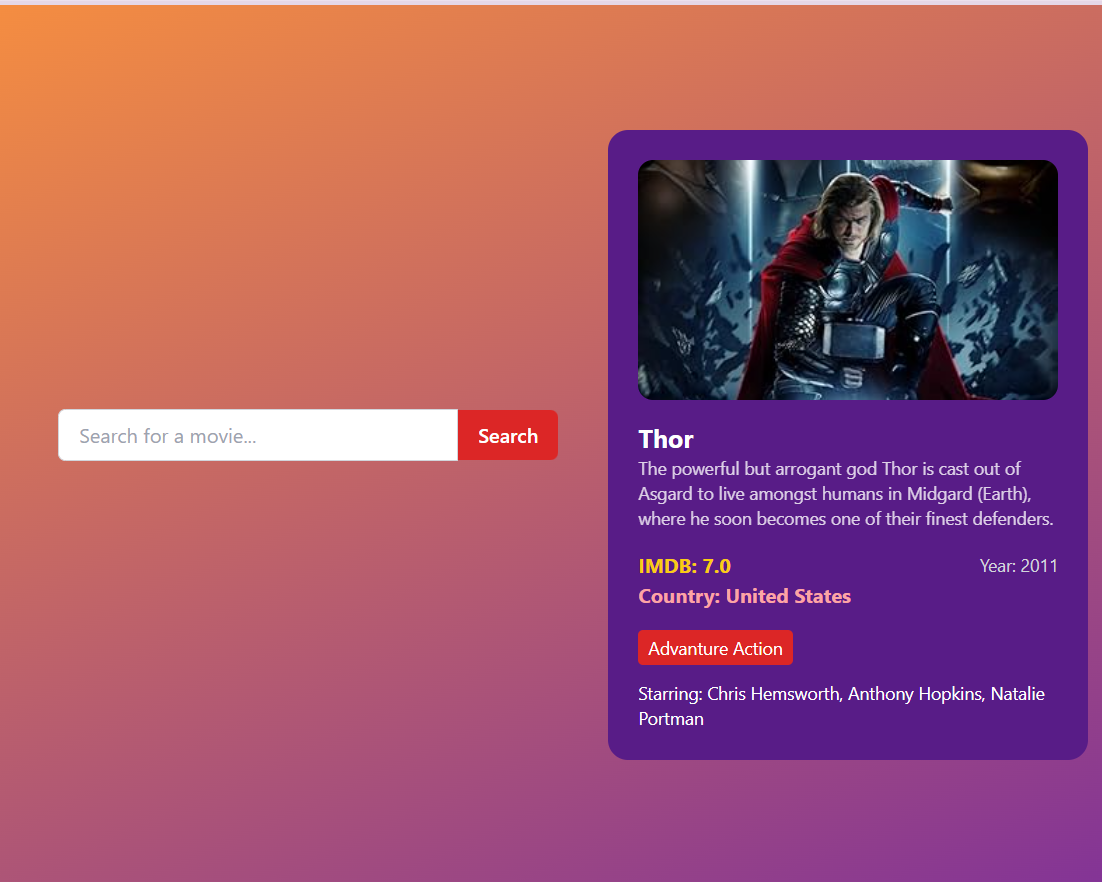 Search for a movie...
Search
Thor
The powerful but arrogant god Thor is cast out of
Asgard to live amongst humans in Midgard (Earth),
where he soon becomes one of their finest defenders.
IMDB: 7.0
Year: 2011
Country: United States
Advanture Action
Starring: Chris Hemsworth, Anthony Hopkins, Natalie
Portman